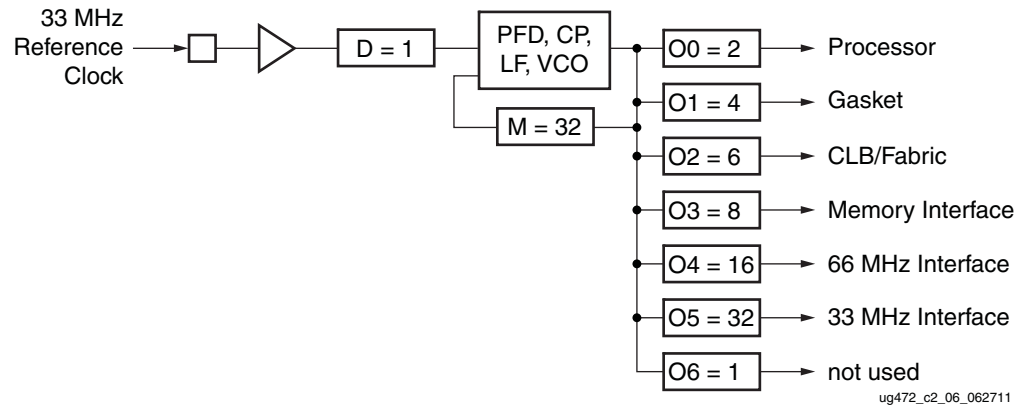 33 MHz
Reference
Clock
D = 1
PFD, CP,
LF, VCO
M = 32
O0 = 2
Processor
O1 = 4
Gasket
O2 = 6
CLB/Fabric
O3 = 8
Memory Interface
O4 = 16
66 MHz Interface
O5 = 32
33 MHz Interface
O6 = 1
not used
ug472_c2_06_062711